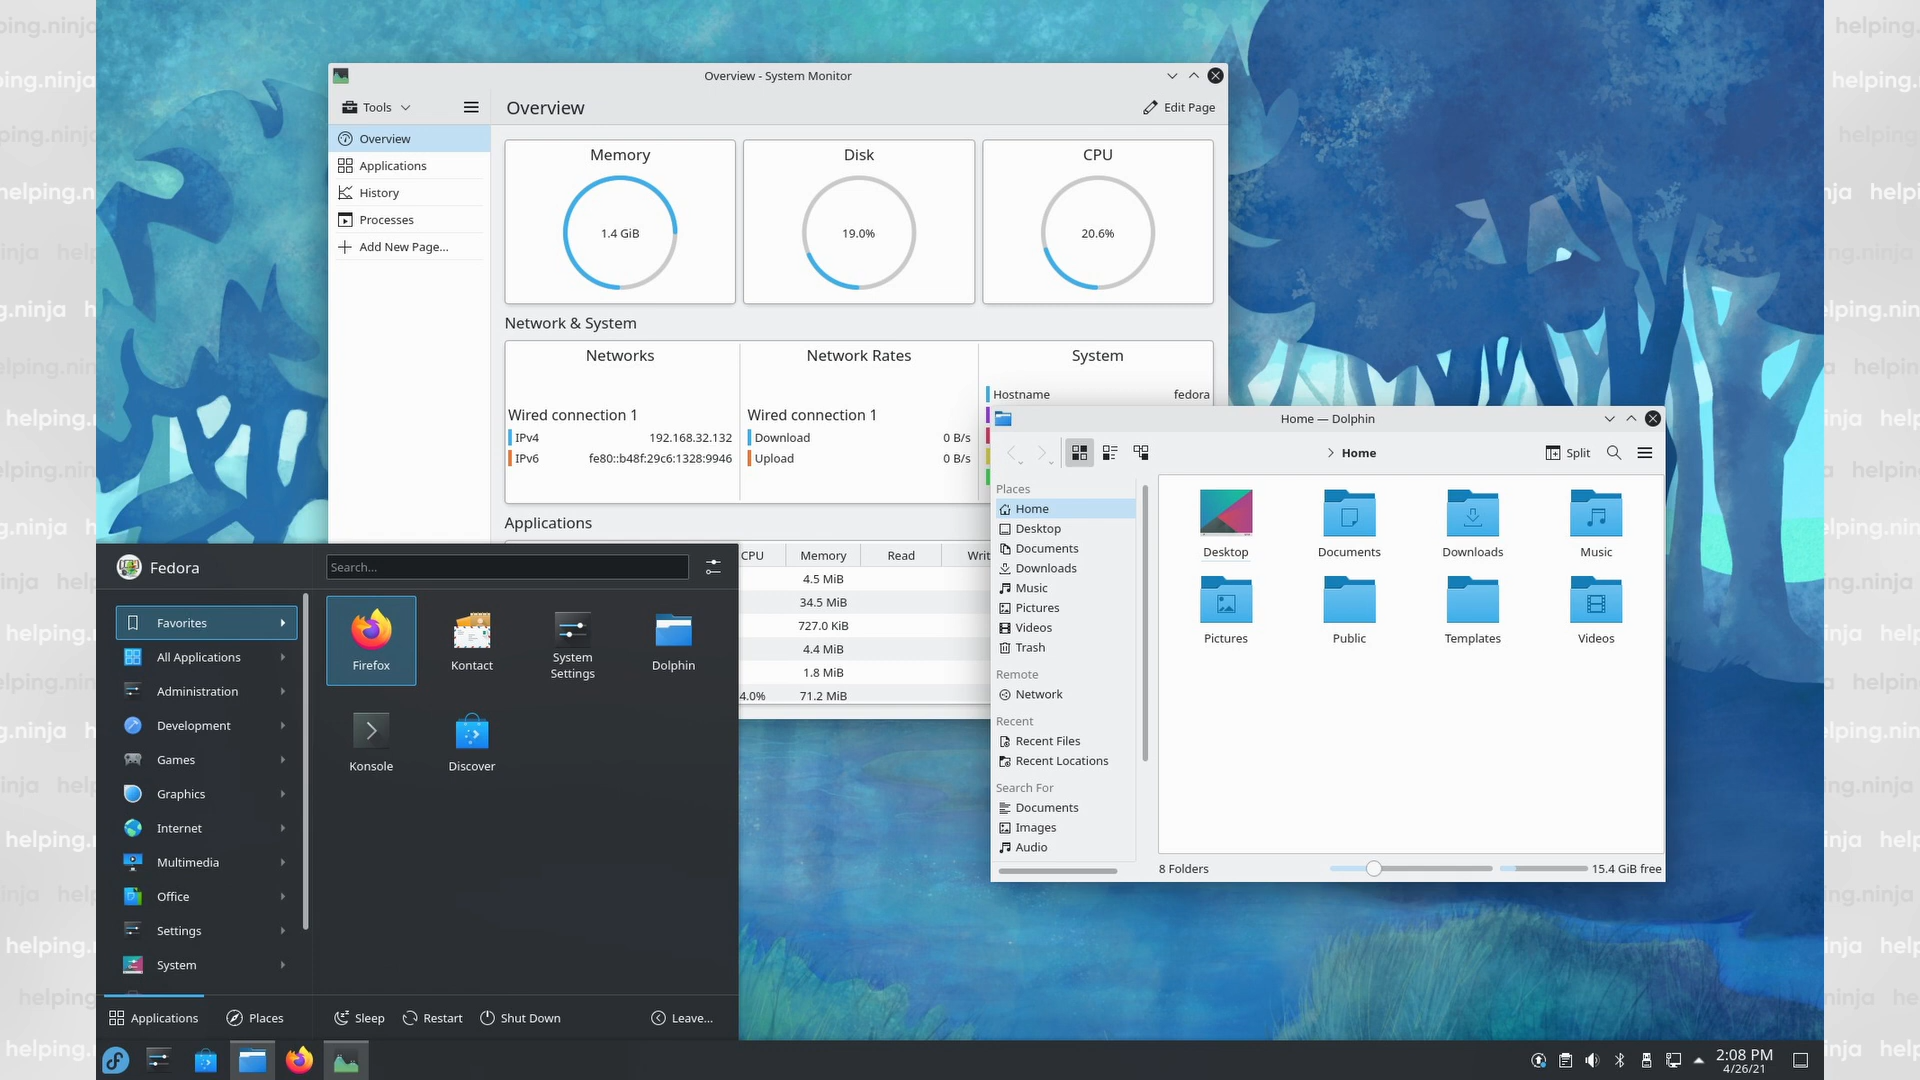 Overview - System Monitor
Tools
Overview
Edit Page
Overview
Applications
History
Processes
Add New Page...
Memory
1.4 GiB
Disk
19.0%
CPU
20.6%
Network & System
Networks
Wired connection 1
IPv4 192.168.32.132
IPv6 fe80::b48f:29c6:1328:9946
Network Rates
Wired connection 1
Download 0 B/s
Upload 0 B/s
System
Hostname fedora
Applications
CPU Memory Read Writ
4.5 MiB
34.5 MiB
727.0 KiB
4.4 MiB
1.8 MiB
4.0% 71.2 MiB
Home — Dolphin
Home
Split
Places
Home
Desktop
Documents
Downloads
Music
Pictures
Videos
Trash
Remote
Network
Recent
Recent Files
Recent Locations
Search For
Documents
Images
Audio
Desktop
Documents
Downloads
Music
Pictures
Public
Templates
Videos
8 Folders
15.4 GiB free
Fedora
Search...
Favorites
All Applications
Administration
Development
Games
Graphics
Internet
Multimedia
Office
Settings
System
Firefox
Kontact
System
Settings
Dolphin
Konsole
Discover
Applications
Places
Sleep
Restart
Shut Down
Leave...
2:08 PM
4/26/21
helping.ninja